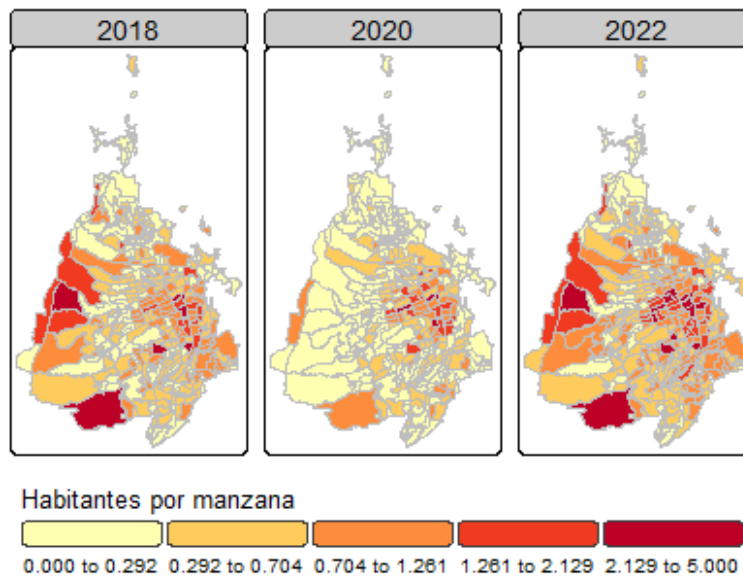 2018 2020 2022
Habitantes por manzana
0.000 to 0.292 0.292 to 0.704 0.704 to 1.261 1.261 to 2.129 2.129 to 5.000